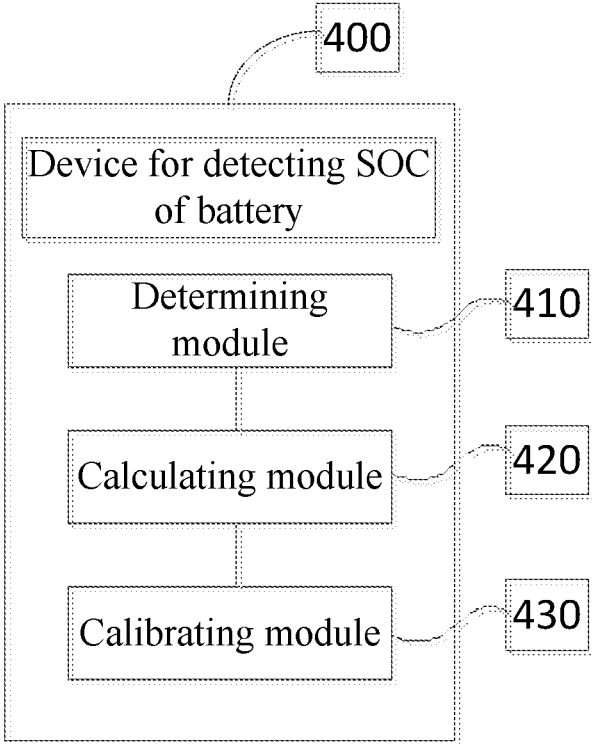 400
Device for detecting SOC
of battery
Determining
module
410
Calculating module
420
Calibrating module
430